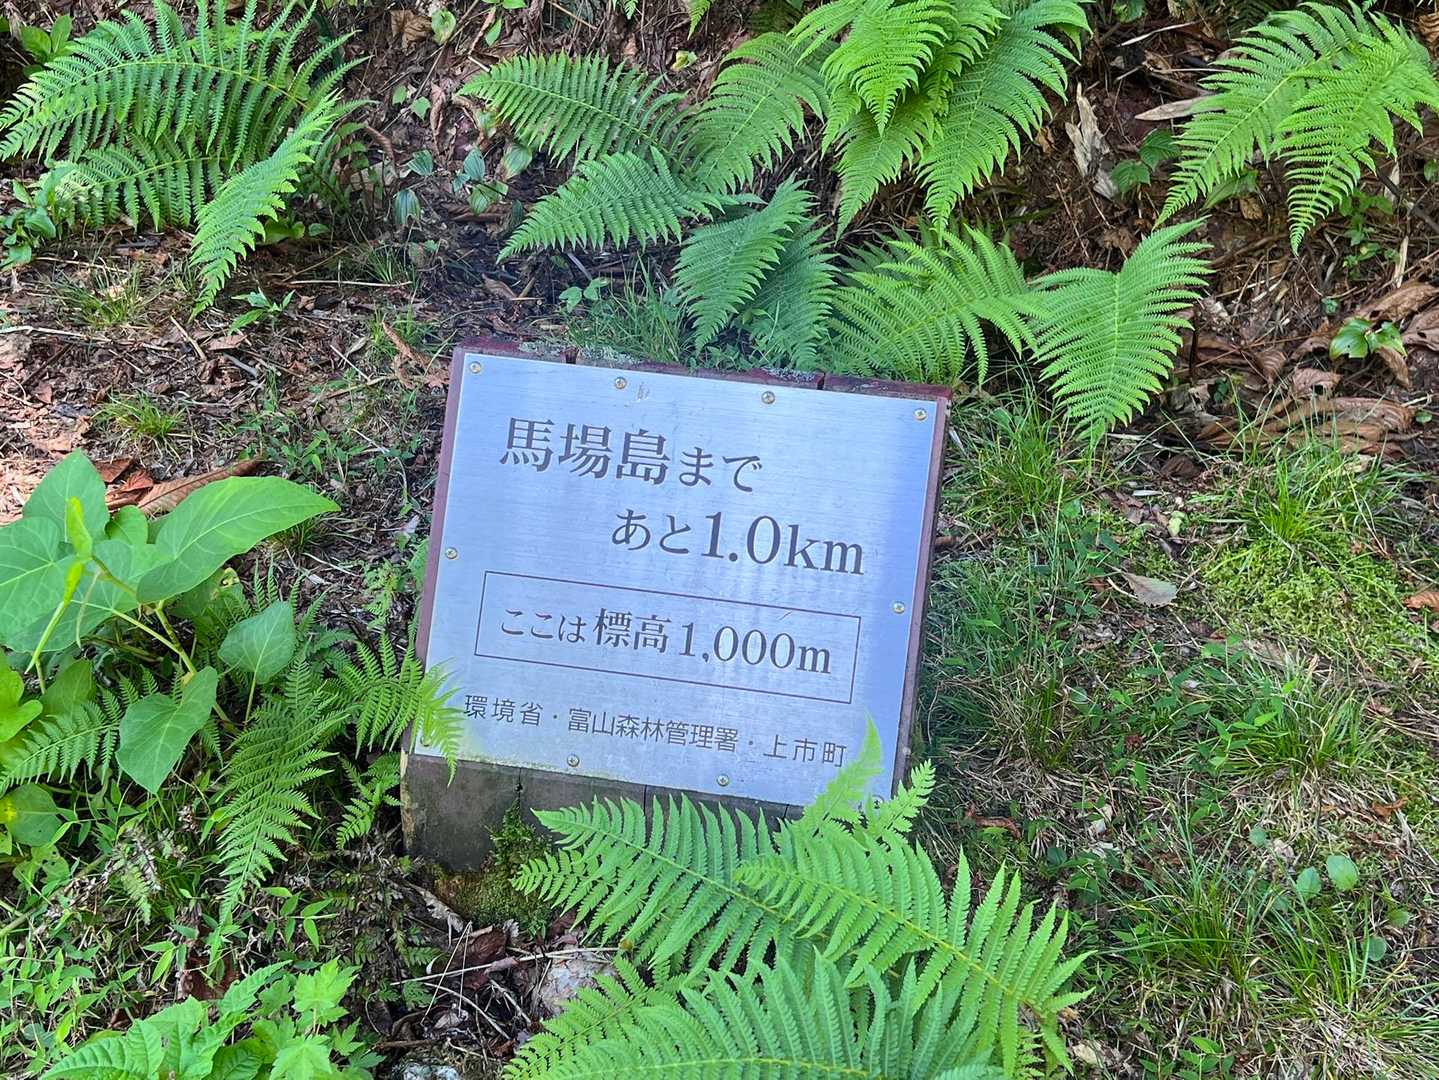 馬場島まで
あと1.0km
ここは標高1,000m
環境省・富山森林管理署・上市町